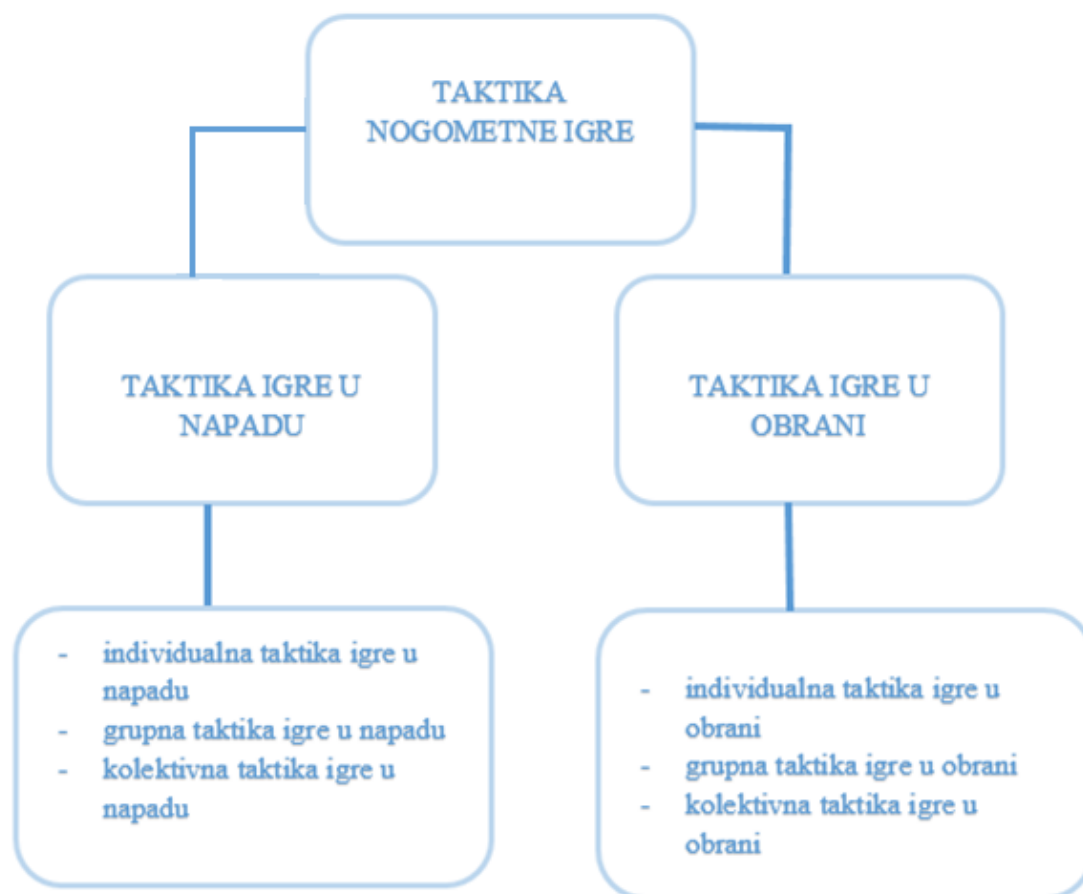 TAKTIKA
NOGOMETNE IGRE
TAKTIKA IGRE U
NAPADU
TAKTIKA IGRE U
OBRANI
- individualna taktika igre u
napadu
- grupna taktika igre u napadu
- kolektivna taktika igre u
napadu
- individualna taktika igre u
obrani
- grupna taktika igre u obrani
- kolektivna taktika igre u
obrani